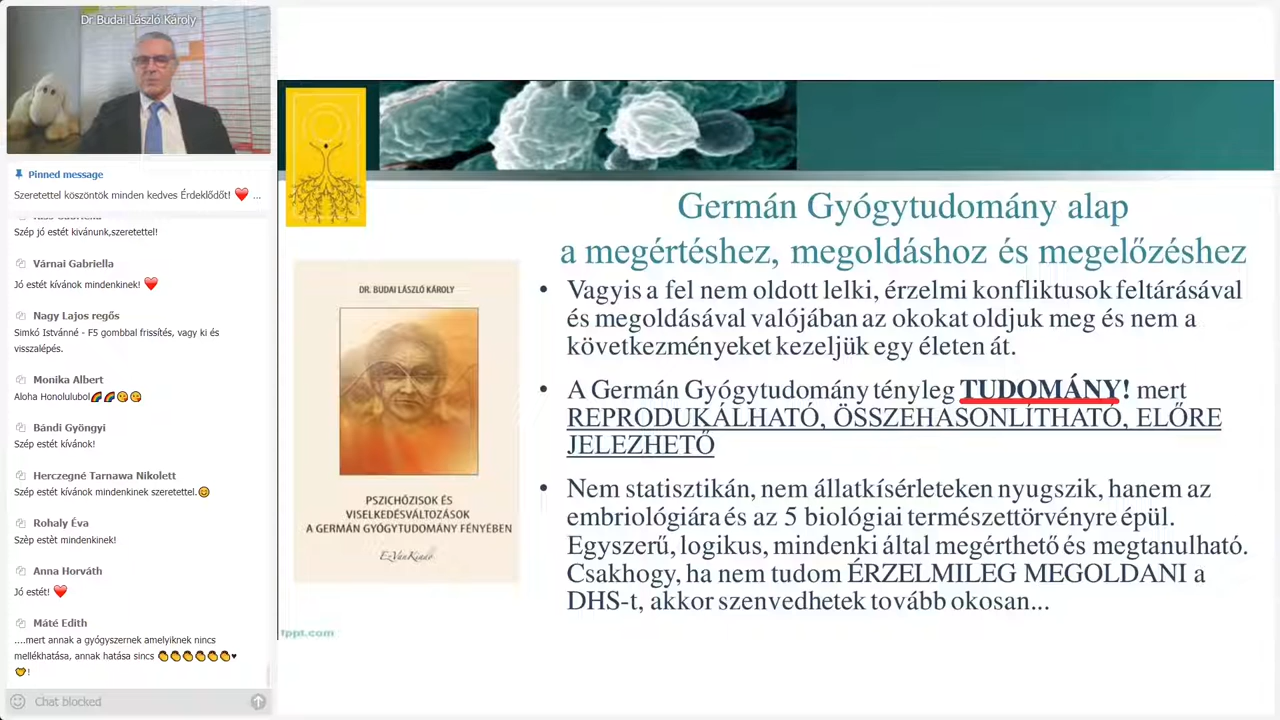 Dr Budai László Károly
Pinned message
Szeretettel köszöntök minden kedves Érdeklődőt! ❤️ ...
Szép jó estét kívánunk,szeretettel!
Várnai Gabriella
Jó estét kívánok mindenkinek! ❤️
Nagy Lajos regős
Simkó Istvánné - F5 gombbal frissítés, vagy ki és
visszalépés.
Monika Albert
Aloha Honolulubol🌈🌈😘😘
Bándi Gyöngyi
Szép estét kívánok!
Herczegné Tarnawa Nikolett
Szép estét kívánok mindenkinek szeretettel.😊
Rohaly Éva
Szèp estèt mindenkinek!
Anna Horváth
Jó estét! ❤️
Máté Edith
....mert annak a gyógyszernek amelyiknek nincs
mellékhatása, annak hatása sincs 👏👏👏👏👏👏♥
!
Chat blocked
Germán Gyógytudomány alap
a megértéshez, megoldáshoz és megelőzéshez
DR. BUDAI LÁSZLÓ KÁROLY
PSZICHÓZISOK ÉS
VISELKEDÉSVÁLTOZÁSOK
A GERMÁN GYÓGYTUDOMÁNY FÉNYÉBEN
EzVanKiadó
• Vagyis a fel nem oldott lelki, érzelmi konfliktusok feltárásával
és megoldásával valójában az okokat oldjuk meg és nem a
következményeket kezeljük egy életen át.
• A Germán Gyógytudomány tényleg TUDOMÁNY! mert
REPRODUKÁLHATÓ, ÖSSZEHASONLÍTHATÓ, ELŐRE
JELEZHETŐ
• Nem statisztikán, nem állatkísérleteken nyugszik, hanem az
embriológiára és az 5 biológiai természettörvényre épül.
Egyszerű, logikus, mindenki által megérthető és megtanulható.
Csakhogy, ha nem tudom ÉRZELMILEG MEGOLDANI a
DHS-t, akkor szenvedhetek tovább okosan...
fppt.com